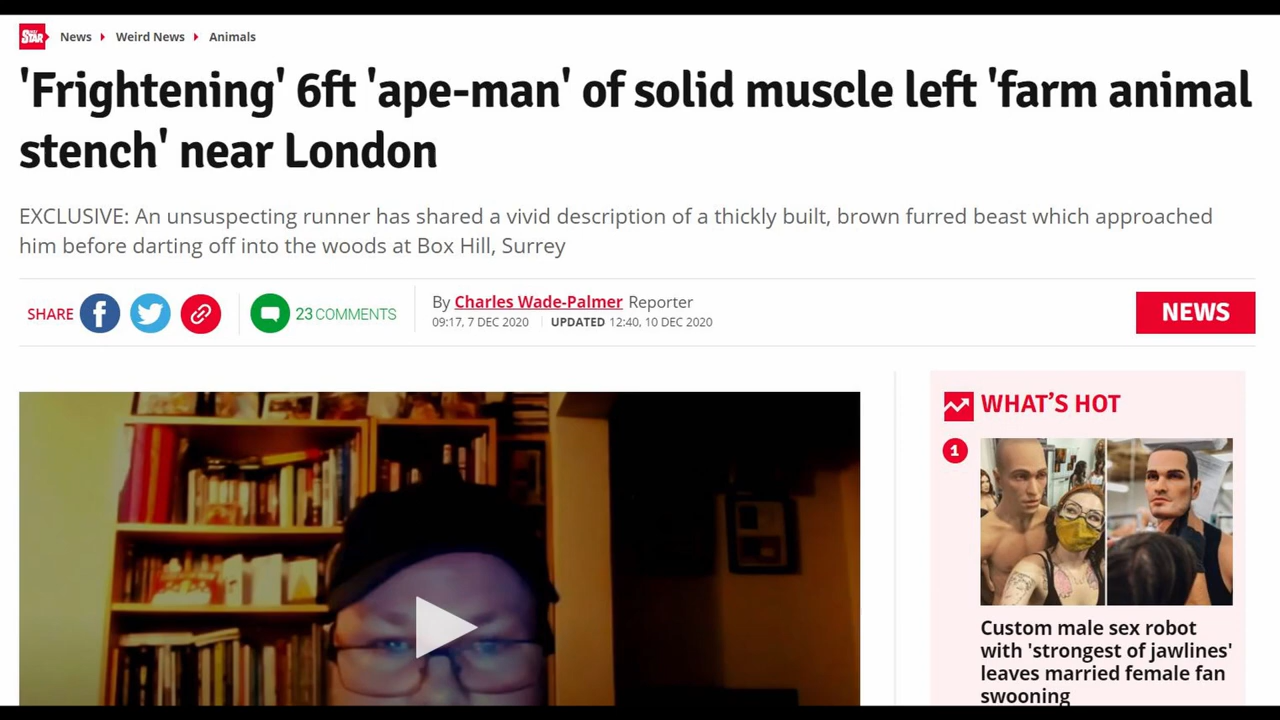 DAILY STAR
News Weird News Animals
'Frightening' 6ft 'ape-man' of solid muscle left 'farm animal
stench' near London
EXCLUSIVE: An unsuspecting runner has shared a vivid description of a thickly built, brown furred beast which approached
him before darting off into the woods at Box Hill, Surrey
SHARE
23 COMMENTS
By Charles Wade-Palmer Reporter
09:17, 7 DEC 2020 UPDATED 12:40, 10 DEC 2020
NEWS
WHAT'S HOT
1
Custom male sex robot
with 'strongest of jawlines'
leaves married female fan
swooning